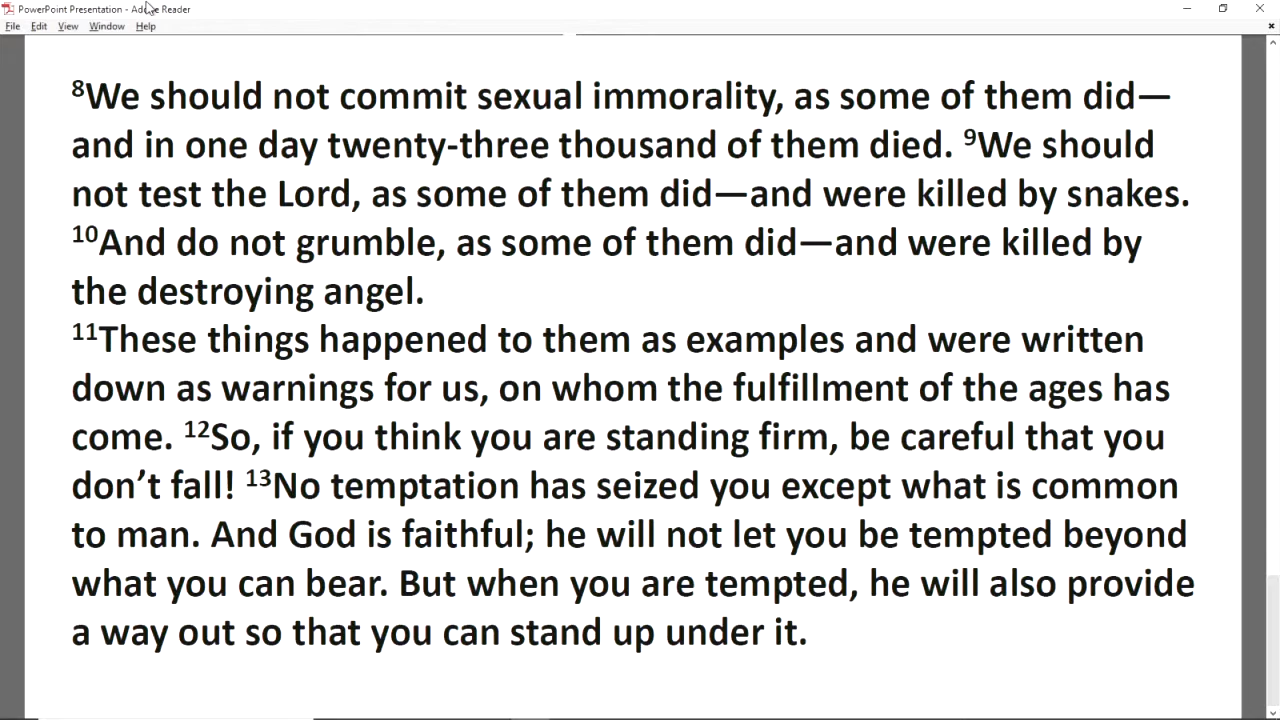 PowerPoint Presentation - Adobe Reader
File Edit View Window Help
⁸We should not commit sexual immorality, as some of them did—
and in one day twenty-three thousand of them died. ⁹We should
not test the Lord, as some of them did—and were killed by snakes.
¹⁰And do not grumble, as some of them did—and were killed by
the destroying angel.
¹¹These things happened to them as examples and were written
down as warnings for us, on whom the fulfillment of the ages has
come. ¹²So, if you think you are standing firm, be careful that you
don’t fall! ¹³No temptation has seized you except what is common
to man. And God is faithful; he will not let you be tempted beyond
what you can bear. But when you are tempted, he will also provide
a way out so that you can stand up under it.